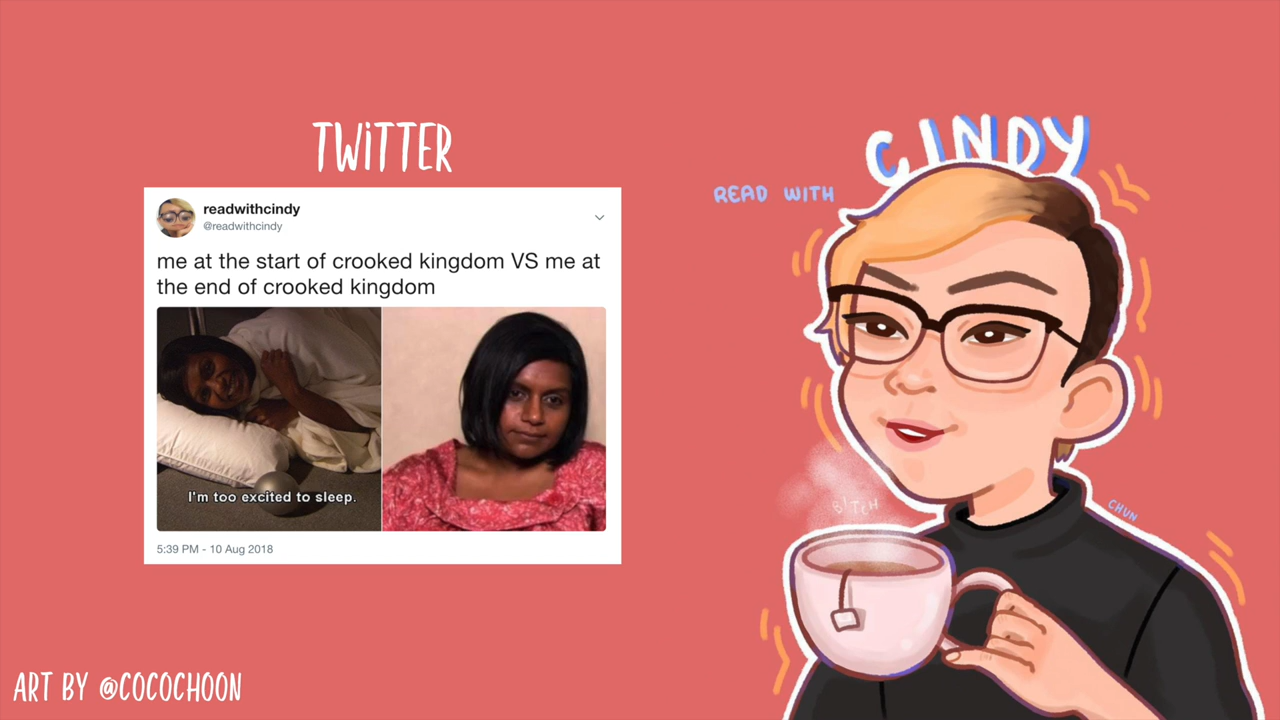 TWITTER
readwithcindy
@readwithcindy
me at the start of crooked kingdom VS me at
the end of crooked kingdom
I'm too excited to sleep.
5:39 PM - 10 Aug 2018
CINDY
READ WITH
B!TCH
CHUN
ART BY @COCOCHOON